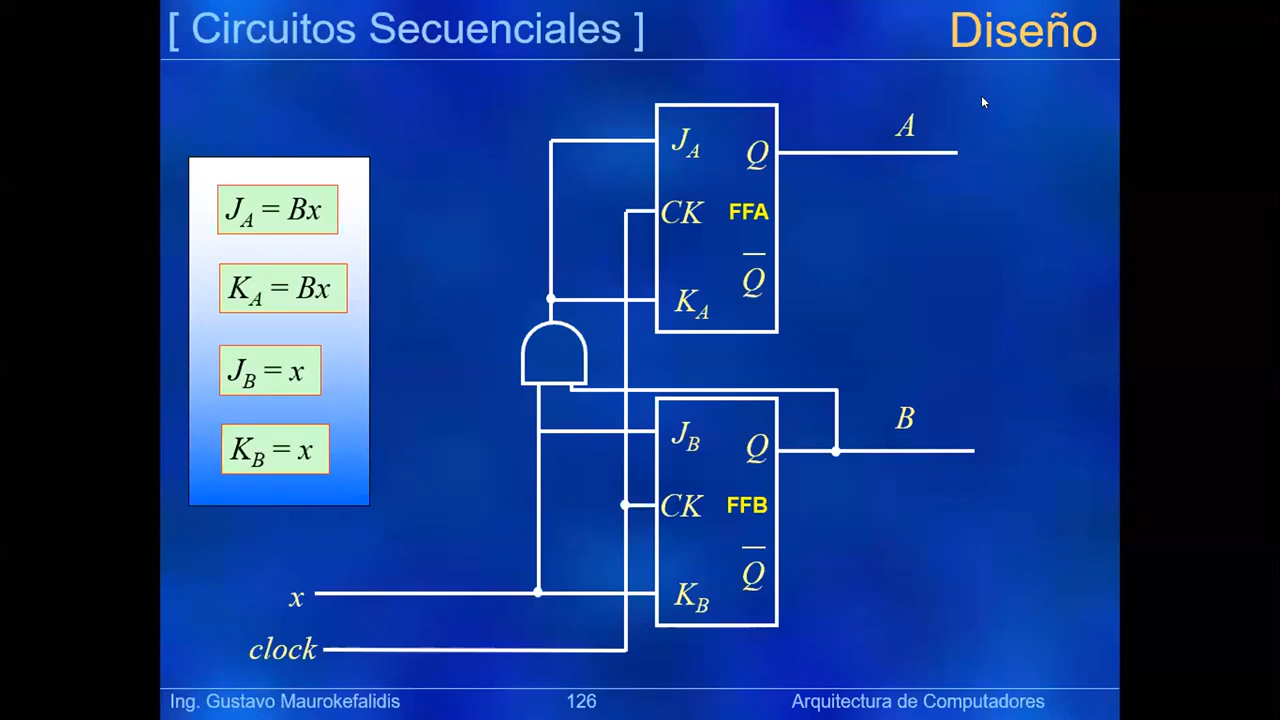 [ Circuitos Secuenciales ]
Diseño
J_A = Bx
K_A = Bx
J_B = x
K_B = x
J_A
Q
A
CK
FFA
Q̅
K_A
J_B
Q
B
CK
FFB
Q̅
K_B
x
clock
Ing. Gustavo Maurokefalidis
126
Arquitectura de Computadores